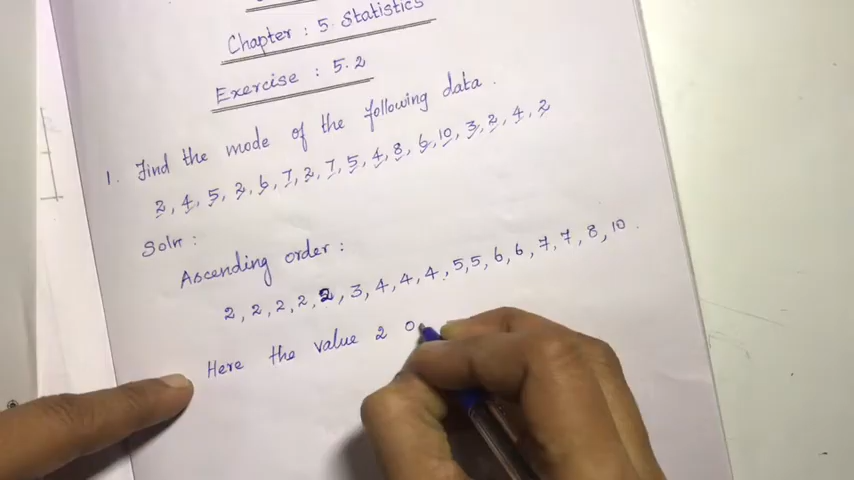 Chapter : 5. Statistics
Exercise : 5.2
1. Find the mode of the following data.
2, 4, 5, 2, 6, 7, 2, 7, 5, 4, 8, 6, 10, 3, 2, 4, 2
Soln :
Ascending order :
2, 2, 2, 2, 2, 3, 4, 4, 4, 5, 5, 6, 6, 7, 7, 8, 10.
Here the value 2 o